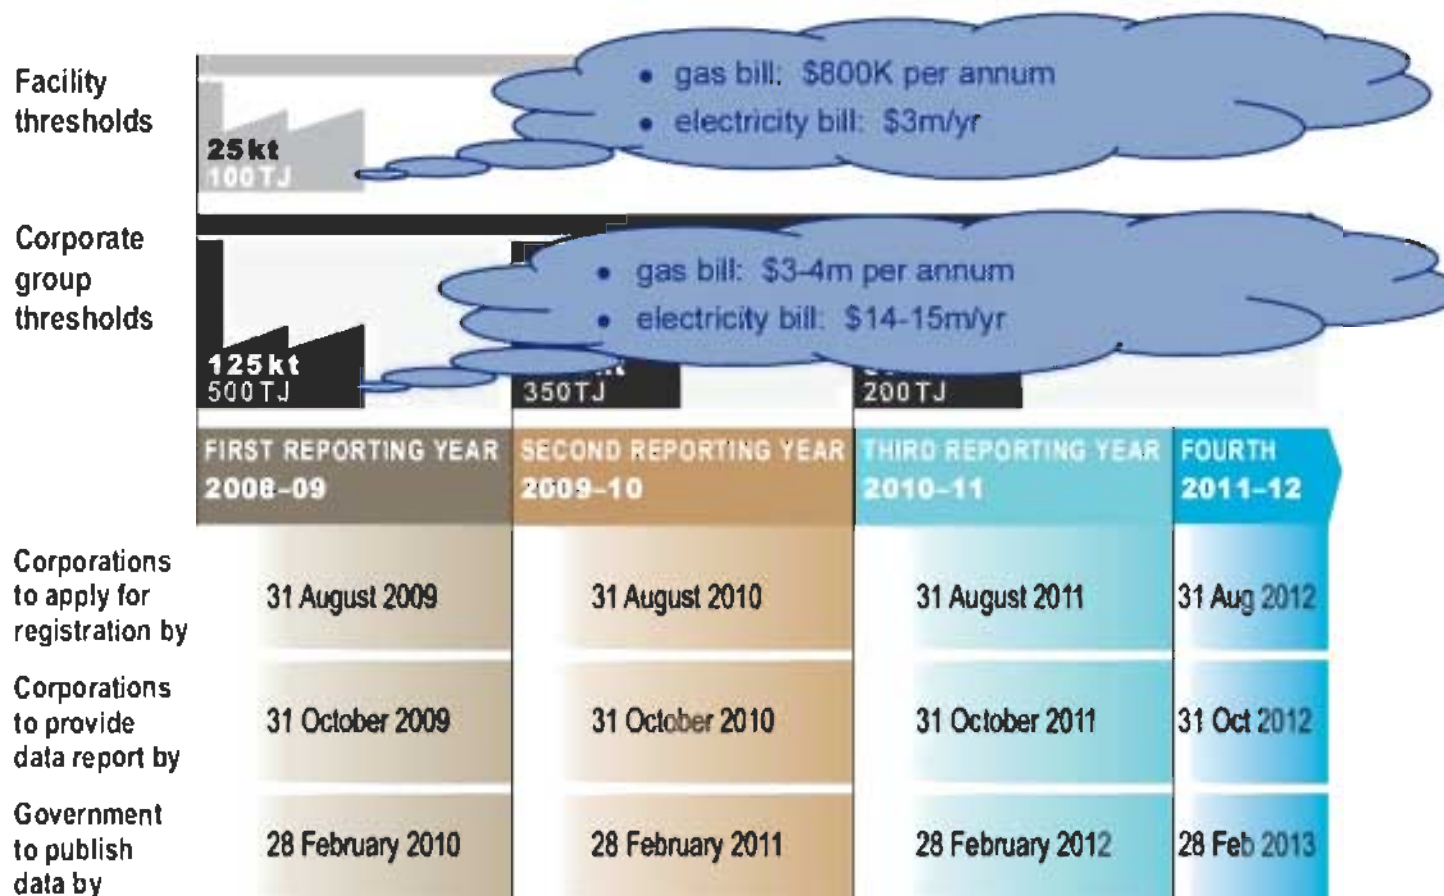 Facility
thresholds
• gas bill: $800K per annum
• electricity bill: $3m/yr
25kt
100TJ
Corporate
group
thresholds
• gas bill: $3-4m per annum
• electricity bill: $14-15m/yr
125kt
500TJ
350TJ
200TJ
FIRST REPORTING YEAR
2008–09
SECOND REPORTING YEAR
2009–10
THIRD REPORTING YEAR
2010–11
FOURTH
2011–12
Corporations
to apply for
registration by
31 August 2009
31 August 2010
31 August 2011
31 Aug 2012
Corporations
to provide
data report by
31 October 2009
31 October 2010
31 October 2011
31 Oct 2012
Government
to publish
data by
28 February 2010
28 February 2011
28 February 2012
28 Feb 2013